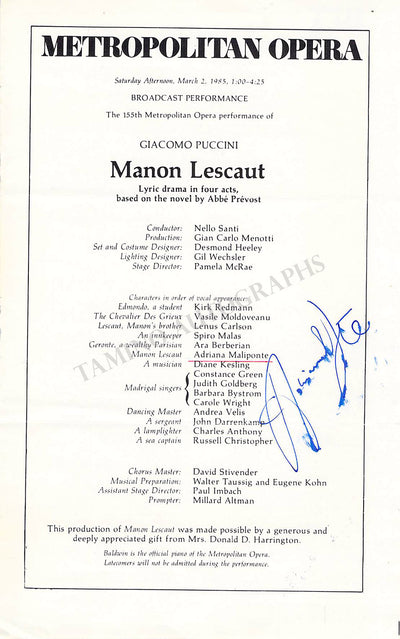 METROPOLITAN OPERA
Saturday Afternoon, March 2, 1985, 1:00-4:25
BROADCAST PERFORMANCE
The 155th Metropolitan Opera performance of
GIACOMO PUCCINI
Manon Lescaut
Lyric drama in four acts,
based on the novel by Abbé Prévost
Conductor: Nello Santi
Production: Gian Carlo Menotti
Set and Costume Designer: Desmond Heeley
Lighting Designer: Gil Wechsler
Stage Director: Pamela McRae
Characters in order of vocal appearance:
Edmondo, a student Kirk Redmann
The Chevalier Des Grieux Vasile Moldoveanu
Lescaut, Manon's brother Lenus Carlson
An innkeeper Spiro Malas
Geronte, a wealthy Parisian Ara Berberian
Manon Lescaut Adriana Maliponte
A musician Diane Kesling
Madrigal singers Constance Green
Judith Goldberg
Barbara Bystrom
Carole Wright
Dancing Master Andrea Velis
A sergeant John Darrenkamp
A lamplighter Charles Anthony
A sea captain Russell Christopher
Chorus Master: David Stivender
Musical Preparation: Walter Taussig and Eugene Kohn
Assistant Stage Director: Paul Imbach
Prompter: Millard Altman
This production of Manon Lescaut was made possible by a generous and
deeply appreciated gift from Mrs. Donald D. Harrington.
Baldwin is the official piano of the Metropolitan Opera.
Latecomers will not be admitted during the performance.